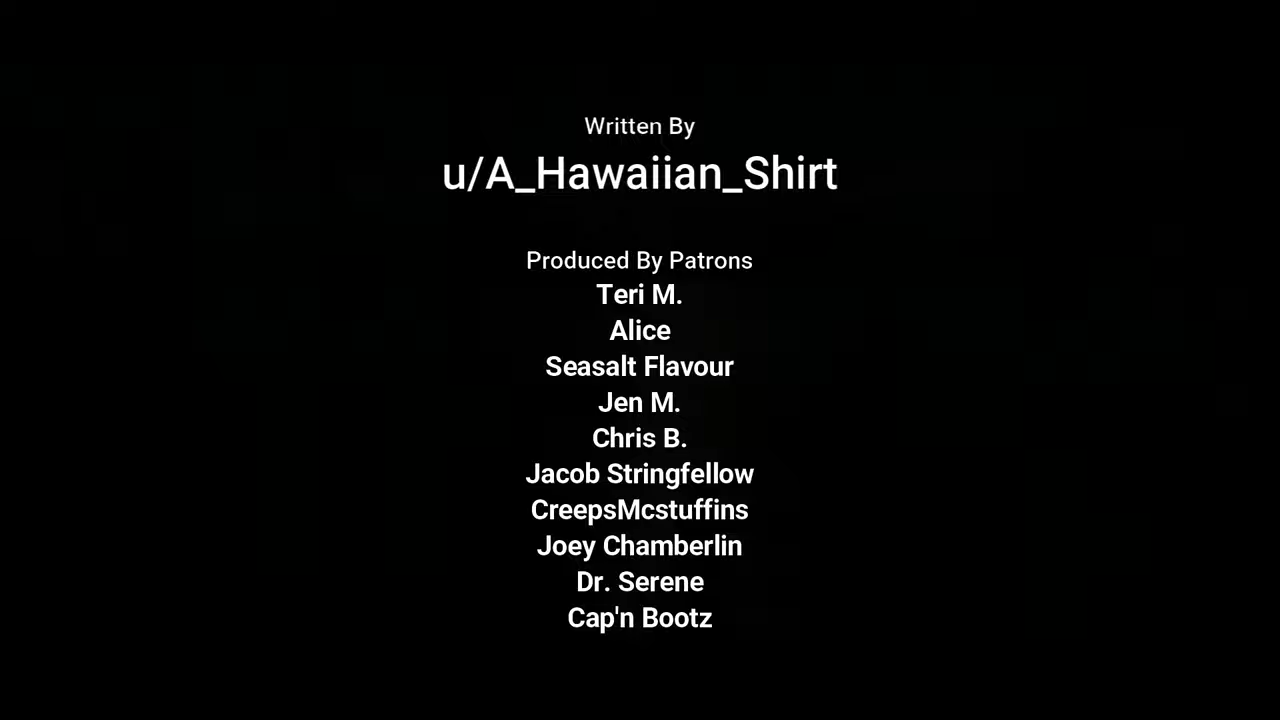 Written By
u/A_Hawaiian_Shirt
Produced By Patrons
Teri M.
Alice
Seasalt Flavour
Jen M.
Chris B.
Jacob Stringfellow
CreepsMcstuffins
Joey Chamberlin
Dr. Serene
Cap'n Bootz